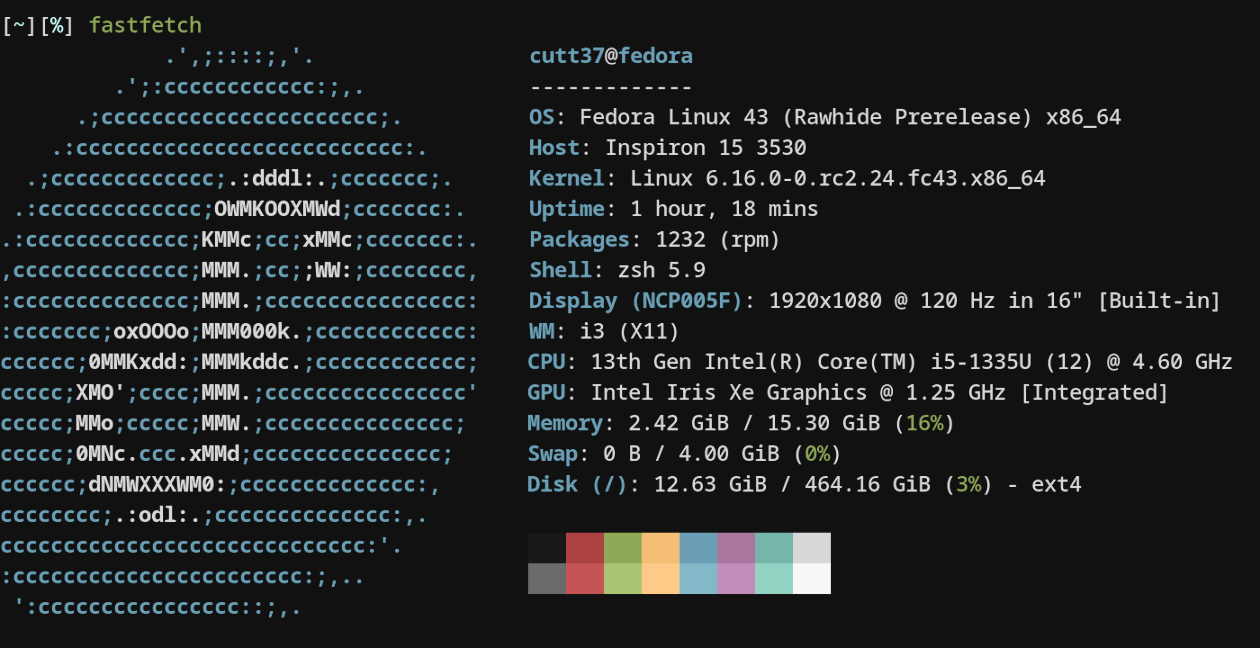 [~][%] fastfetch
             .',;::::;,'.                 cutt37@fedora
         .';:cccccccccccc:;,.             -------------
      .;cccccccccccccccccccccc;.          OS: Fedora Linux 43 (Rawhide Prerelease) x86_64
    .:cccccccccccccccccccccccccc:.        Host: Inspiron 15 3530
  .;ccccccccccccc;.:dddl:.;ccccccc;.      Kernel: Linux 6.16.0-0.rc2.24.fc43.x86_64
 .:ccccccccccccc;OWMKOOXMWd;ccccccc:.     Uptime: 1 hour, 18 mins
.:ccccccccccccc;KMMc;cc;xMMc;ccccccc:.    Packages: 1232 (rpm)
,cccccccccccccc;MMM.;cc;;WW:;cccccccc,    Shell: zsh 5.9
:cccccccccccccc;MMM.;cccccccccccccccc:    Display (NCP005F): 1920x1080 @ 120 Hz in 16" [Built-in]
:ccccccc;oxOOOo;MMM000k.;cccccccccccc:    WM: i3 (X11)
cccccc;0MMKxdd:;MMMkddc.;cccccccccccc;    CPU: 13th Gen Intel(R) Core(TM) i5-1335U (12) @ 4.60 GHz
ccccc;XMO';cccc;MMM.;cccccccccccccccc'    GPU: Intel Iris Xe Graphics @ 1.25 GHz [Integrated]
ccccc;MMo;ccccc;MMW.;ccccccccccccccc;     Memory: 2.42 GiB / 15.30 GiB (16%)
ccccc;0MNc.ccc.xMMd;ccccccccccccccc;      Swap: 0 B / 4.00 GiB (0%)
cccccc;dNMWXXXWM0:;cccccccccccccc:,       Disk (/): 12.63 GiB / 464.16 GiB (3%) - ext4
cccccccc;.:odl:.;cccccccccccccc:,.
ccccccccccccccccccccccccccccc:'.
:ccccccccccccccccccccccc:;,..
 ':cccccccccccccccc::;,.